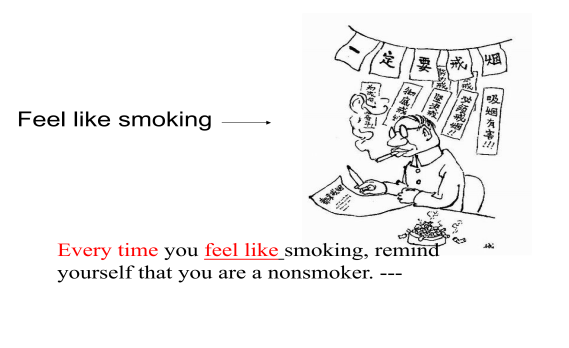 一定要戒烟
Feel like smoking
吸烟有害!!!
Every time you feel like smoking, remind
yourself that you are a nonsmoker. ---